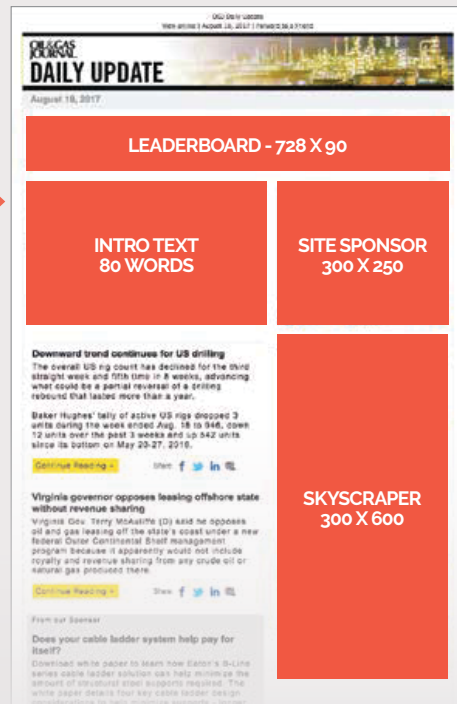 OGJ Daily Update
View online | August 18, 2017 | Forward to a Friend
OIL&GAS
JOURNAL
DAILY UPDATE
August 18, 2017
LEADERBOARD - 728 X 90
INTRO TEXT
80 WORDS
SITE SPONSOR
300 X 250
Downward trend continues for US drilling
The overall US rig count has declined for the third
straight week and fifth time in 8 weeks, advancing
what could be a partial reversal of a drilling
rebound that lasted more than a year.
Baker Hughes' tally of active US rigs dropped 3
units during the week ended Aug. 18 to 946, down
12 units over the past 3 weeks and up 542 units
since its bottom on May 20-27, 2016.
Continue Reading »
Share
SKYSCRAPER
300 X 600
Virginia governor opposes leasing offshore state
without revenue sharing
Virginia Gov. Terry McAuliffe (D) said he opposes
oil and gas leasing off the state's coast under a new
federal Outer Continental Shelf management
program because it apparently would not include
royalty and revenue sharing from any crude oil or
natural gas produced there.
Continue Reading »
Share
From our Sponsor
Does your cable ladder system help pay for
itself?
Download white paper to learn how Eaton's B-Line
series cable ladder solution can help minimize the
amount of structural steel supports required. The
white paper details four key cable ladder design
considerations to help minimize supports